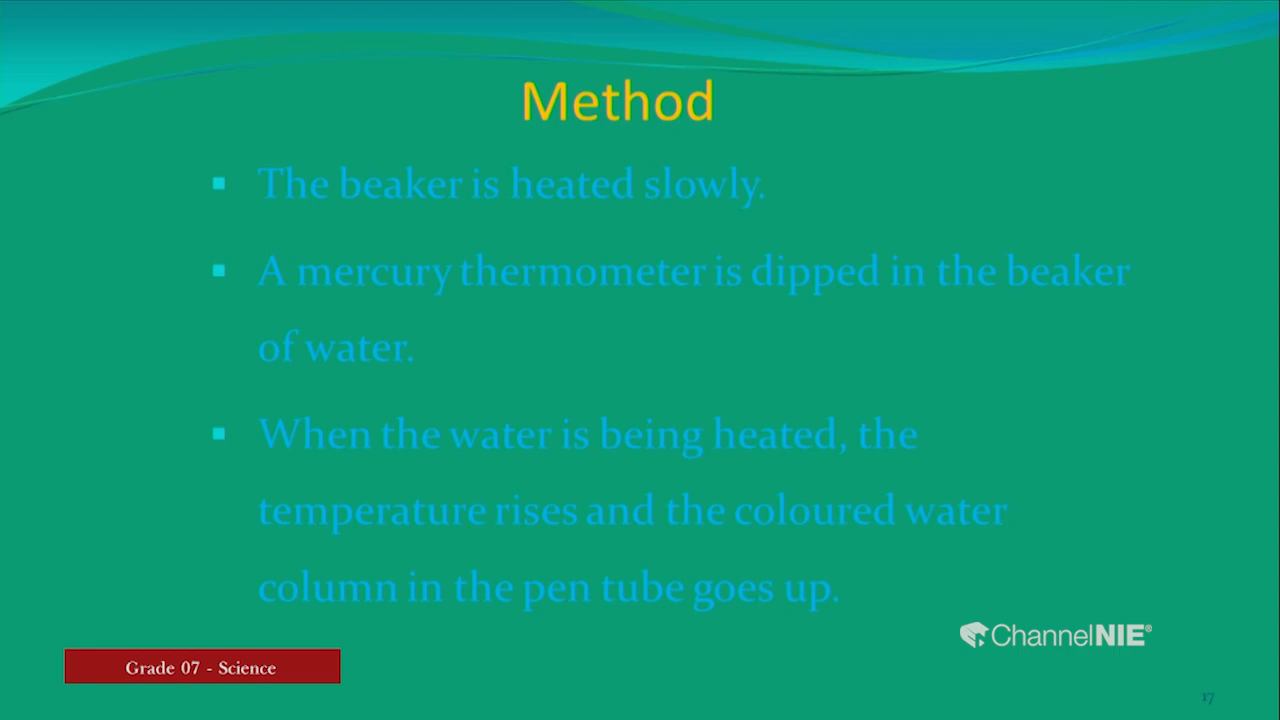 Method
▪ The beaker is heated slowly.
▪ A mercury thermometer is dipped in the beaker
of water.
▪ When the water is being heated, the
temperature rises and the coloured water
column in the pen tube goes up.
ChannelNIE®
Grade 07 - Science
17